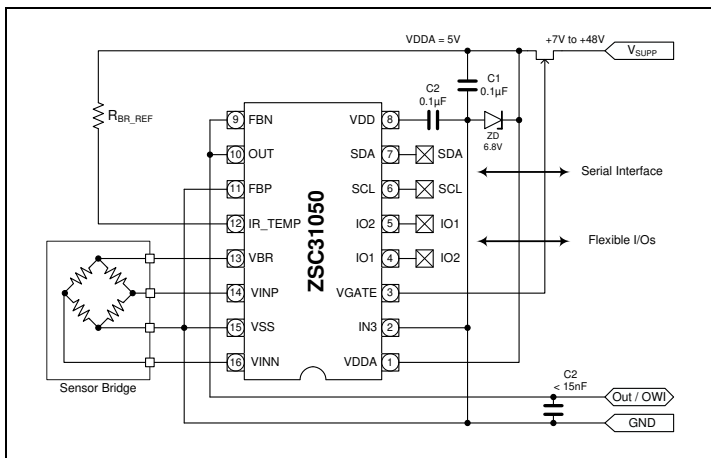 VDDA = 5V
+7V to +48V
VSUPP
C1
0.1µF
C2
0.1µF
RBR_REF
ZD
6.8V
ZSC31050
9 FBN
10 OUT
11 FBP
12 IR_TEMP
13 VBR
14 VINP
15 VSS
16 VINN
VDD 8
SDA 7 SDA
SCL 6 SCL
IO2 5 IO1
IO1 4 IO2
VGATE 3
IN3 2
VDDA 1
Serial Interface
Flexible I/Os
Sensor Bridge
C2
< 15nF
Out / OWI
GND